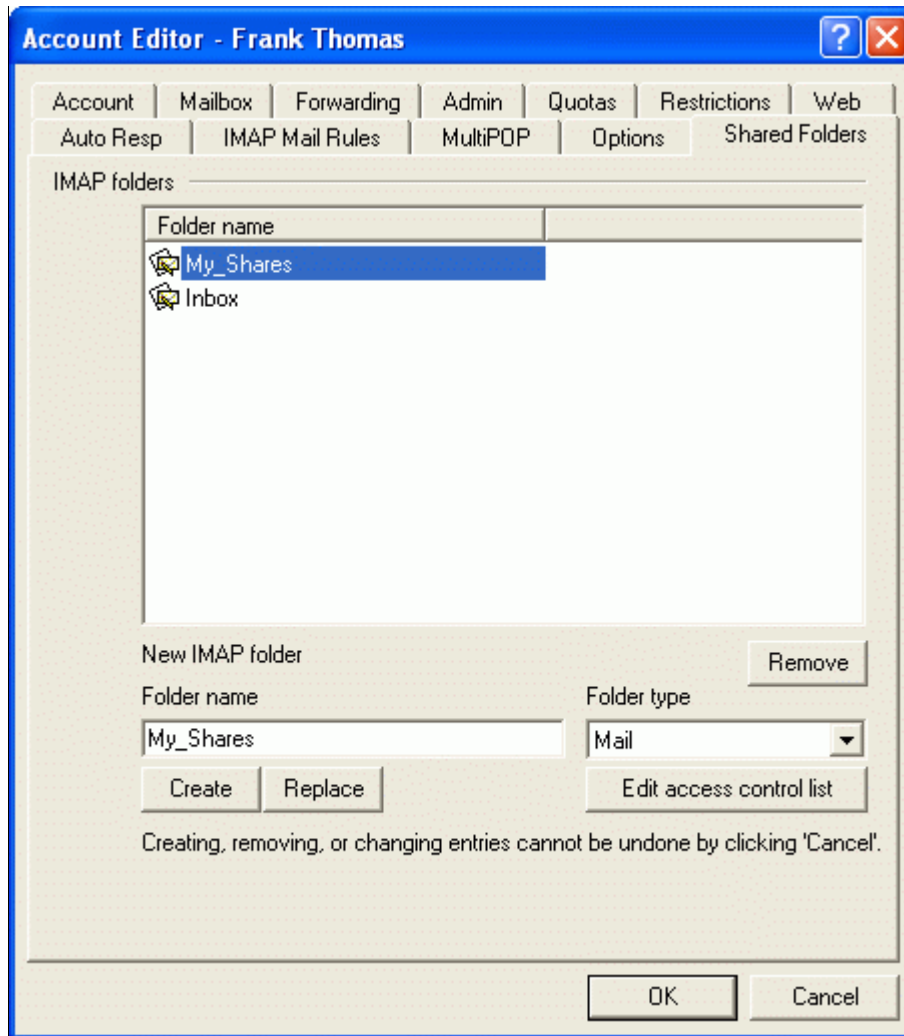 Account Editor - Frank Thomas
Account Mailbox Forwarding Admin Quotas Restrictions Web
Auto Resp IMAP Mail Rules MultiPOP Options Shared Folders
IMAP folders
Folder name
My_Shares
Inbox
New IMAP folder
Remove
Folder name Folder type
My_Shares Mail
Create Replace Edit access control list
Creating, removing, or changing entries cannot be undone by clicking 'Cancel'.
OK Cancel